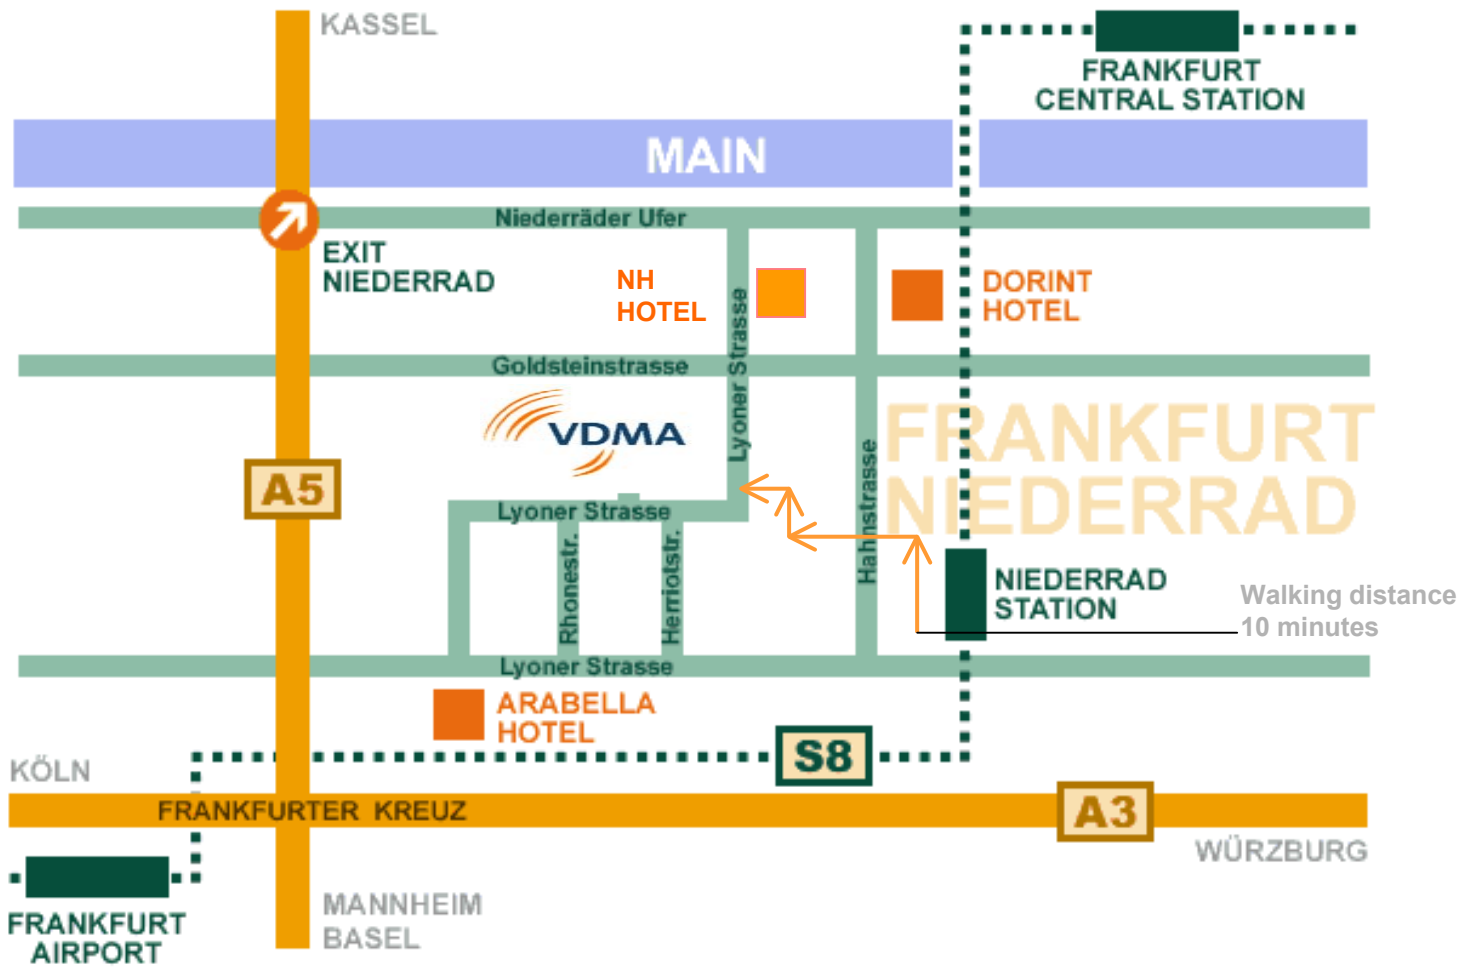 KASSEL
FRANKFURT
CENTRAL STATION
MAIN
Niederräder Ufer
EXIT
NIEDERRAD
NH
HOTEL
Lyoner Strasse
DORINT
HOTEL
Goldsteinstrasse
VDMA
FRANKFURT
NIEDERRAD
A5
Lyoner Strasse
Hahnstrasse
Rhonestr.
Herriotstr.
NIEDERRAD
STATION
Walking distance
10 minutes
Lyoner Strasse
ARABELLA
HOTEL
S8
KÖLN
FRANKFURTER KREUZ
A3
WÜRZBURG
MANNHEIM
BASEL
FRANKFURT
AIRPORT